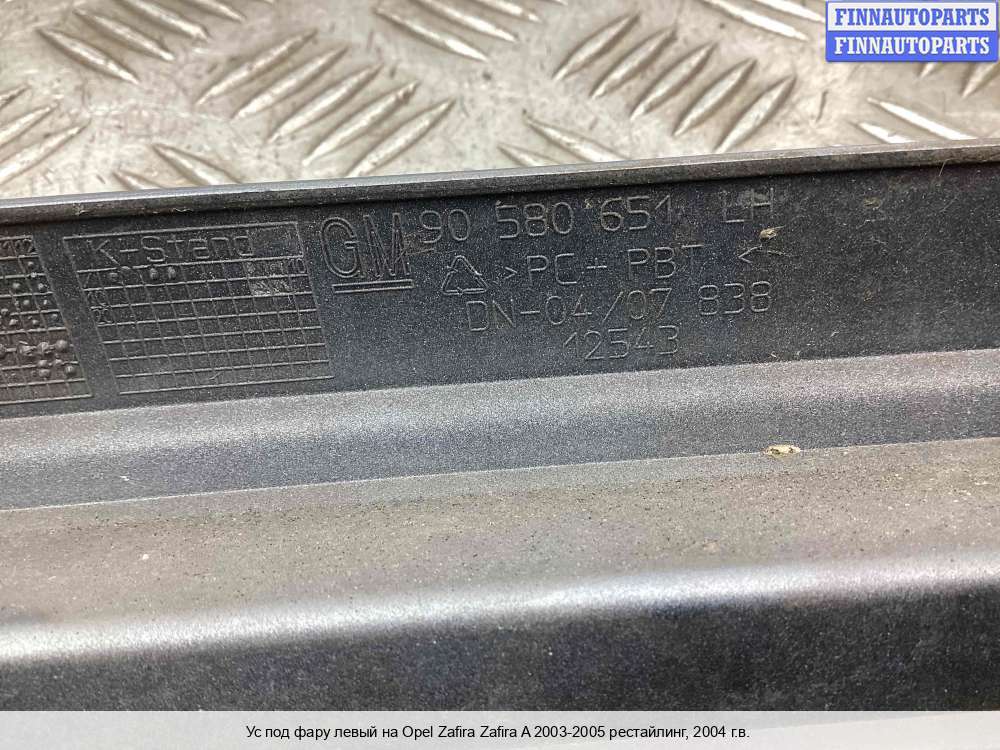 FINNAUTOPARTS
FINNAUTOPARTS
K-Stand
GM 90 580 651 LH
>PC+ PBT<
DN-04/07 838
12543
Ус под фару левый на Opel Zafira Zafira A 2003-2005 рестайлинг, 2004 г.в.